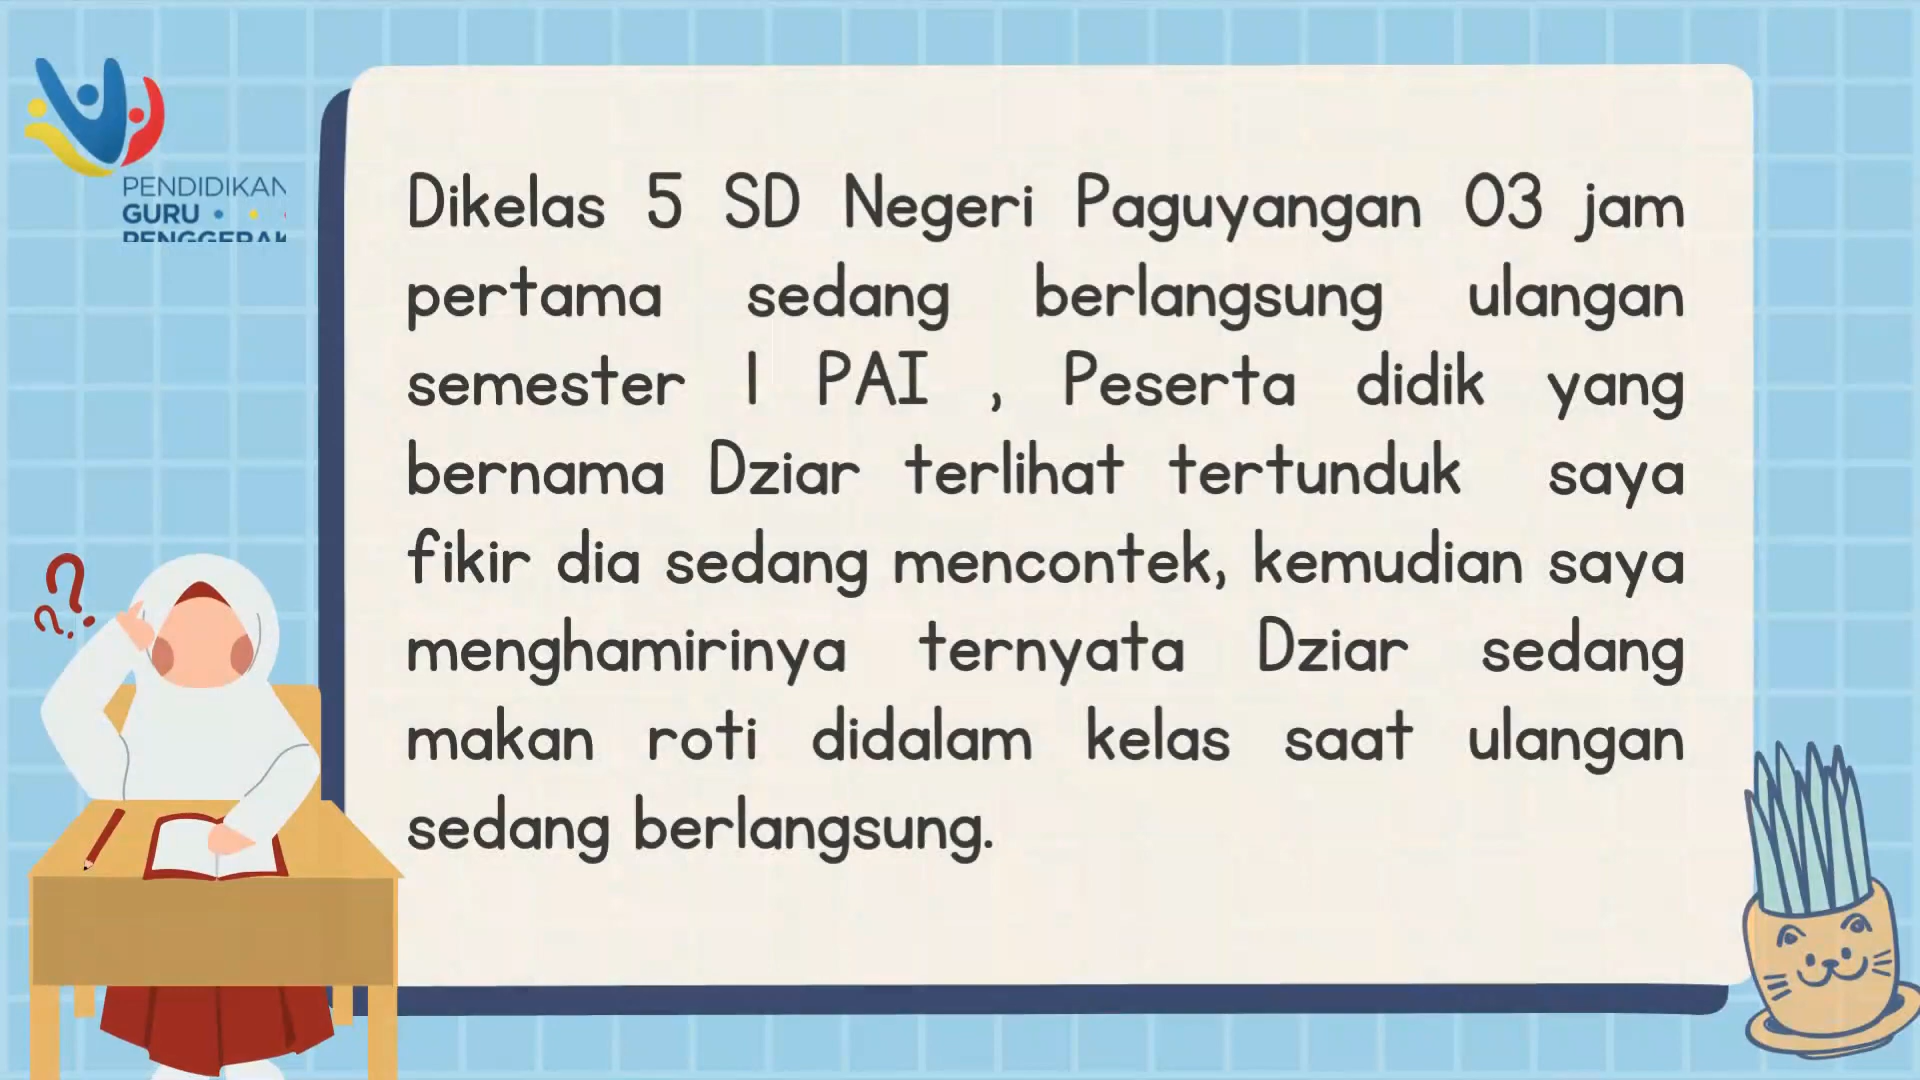 PENDIDIKAN
GURU
PENGGERAK
Dikelas 5 SD Negeri Paguyangan 03 jam
pertama sedang berlangsung ulangan
semester 1 PAI , Peserta didik yang
bernama Dziar terlihat tertunduk saya
fikir dia sedang mencontek, kemudian saya
menghamirinya ternyata Dziar sedang
makan roti didalam kelas saat ulangan
sedang berlangsung.
??